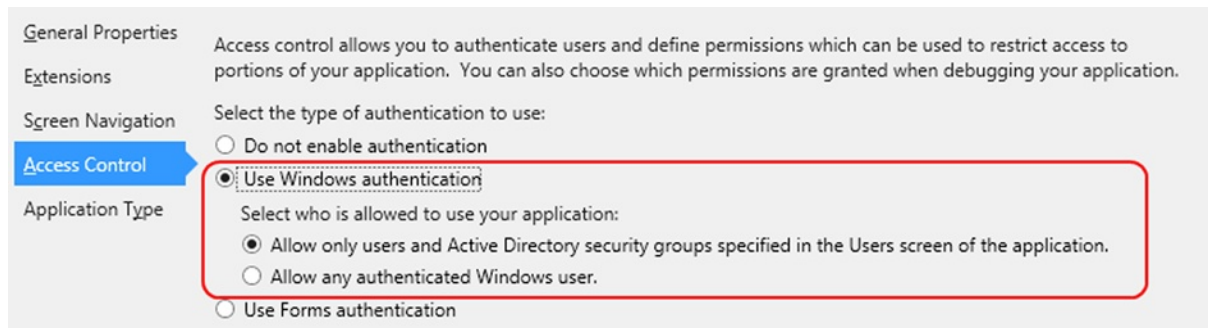 General Properties
Extensions
Screen Navigation
Access Control
Application Type
Access control allows you to authenticate users and define permissions which can be used to restrict access to
portions of your application.  You can also choose which permissions are granted when debugging your application.
Select the type of authentication to use:
Do not enable authentication
Use Windows authentication
Select who is allowed to use your application:
Allow only users and Active Directory security groups specified in the Users screen of the application.
Allow any authenticated Windows user.
Use Forms authentication